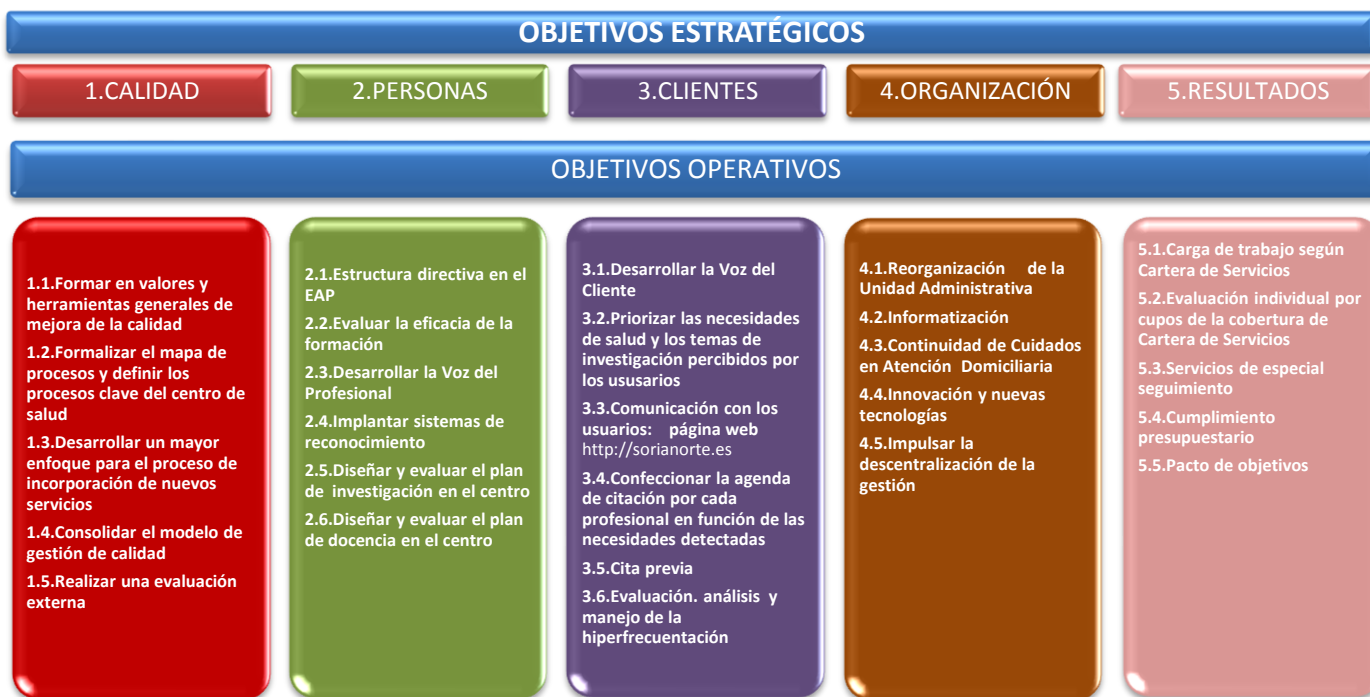 OBJETIVOS ESTRATÉGICOS
1.CALIDAD
2.PERSONAS
3.CLIENTES
4.ORGANIZACIÓN
5.RESULTADOS
OBJETIVOS OPERATIVOS
1.1.Formar en valores y
herramientas generales de
mejora de la calidad
1.2.Formalizar el mapa de
procesos y definir los
procesos clave del centro de
salud
1.3.Desarrollar un mayor
enfoque para el proceso de
incorporación de nuevos
servicios
1.4.Consolidar el modelo de
gestión de calidad
1.5.Realizar una evaluación
externa
2.1.Estructura directiva en el
EAP
2.2.Evaluar la eficacia de la
formación
2.3.Desarrollar la Voz del
Profesional
2.4.Implantar sistemas de
reconocimiento
2.5.Diseñar y evaluar el plan
de investigación en el centro
2.6.Diseñar y evaluar el plan
de docencia en el centro
3.1.Desarrollar la Voz del
Cliente
3.2.Priorizar las necesidades
de salud y los temas de
investigación percibidos por
los ususarios
3.3.Comunicación con los
usuarios: página web
http://sorianorte.es
3.4.Confeccionar la agenda
de citación por cada
profesional en función de las
necesidades detectadas
3.5.Cita previa
3.6.Evaluación. análisis y
manejo de la
hiperfrecuentación
4.1.Reorganización de la
Unidad Administrativa
4.2.Informatización
4.3.Continuidad de Cuidados
en Atención Domiciliaria
4.4.Innovación y nuevas
tecnologías
4.5.Impulsar la
descentralización de la
gestión
5.1.Carga de trabajo según
Cartera de Servicios
5.2.Evaluación individual por
cupos de la cobertura de
Cartera de Servicios
5.3.Servicios de especial
seguimiento
5.4.Cumplimiento
presupuestario
5.5.Pacto de objetivos